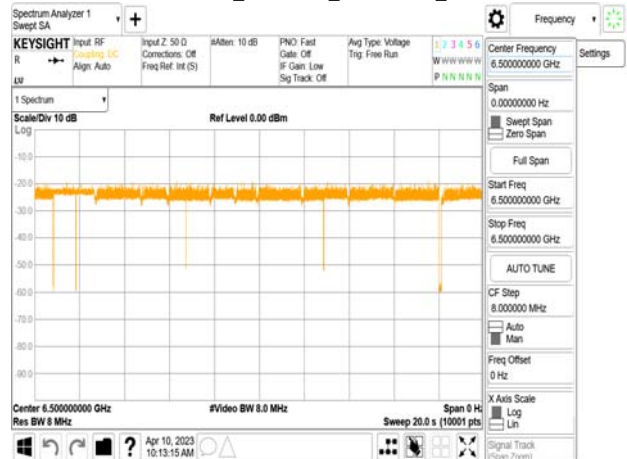 Spectrum Analyzer 1
Swept SA
Frequency
KEYSIGHT
R
Input: RF
Coupling: DC
Align: Auto
Input Z: 50 Ω
Corrections: Off
Freq Ref: Int (S)
#Atten: 10 dB
PNO: Fast
Gate: Off
IF Gain: Low
Sig Track: Off
Avg Type: Voltage
Trig: Free Run
1 2 3 4 5 6
W W W W W W
P N N N N N
Settings
1 Spectrum
Scale/Div 10 dB
Ref Level 0.00 dBm
Log
-10.0
-20.0
-30.0
-40.0
-50.0
-60.0
-70.0
-80.0
-90.0
Center 6.500000000 GHz
#Video BW 8.0 MHz
Span 0 Hz
Res BW 8 MHz
Sweep 20.0 s (10001 pts
Apr 10, 2023
10:13:15 AM
Center Frequency
6.500000000 GHz
Span
0.00000000 Hz
Swept Span
Zero Span
Full Span
Start Freq
6.500000000 GHz
Stop Freq
6.500000000 GHz
AUTO TUNE
CF Step
8.000000 MHz
Auto
Man
Freq Offset
0 Hz
X Axis Scale
Log
Lin
Signal Track
(Span Zoom)